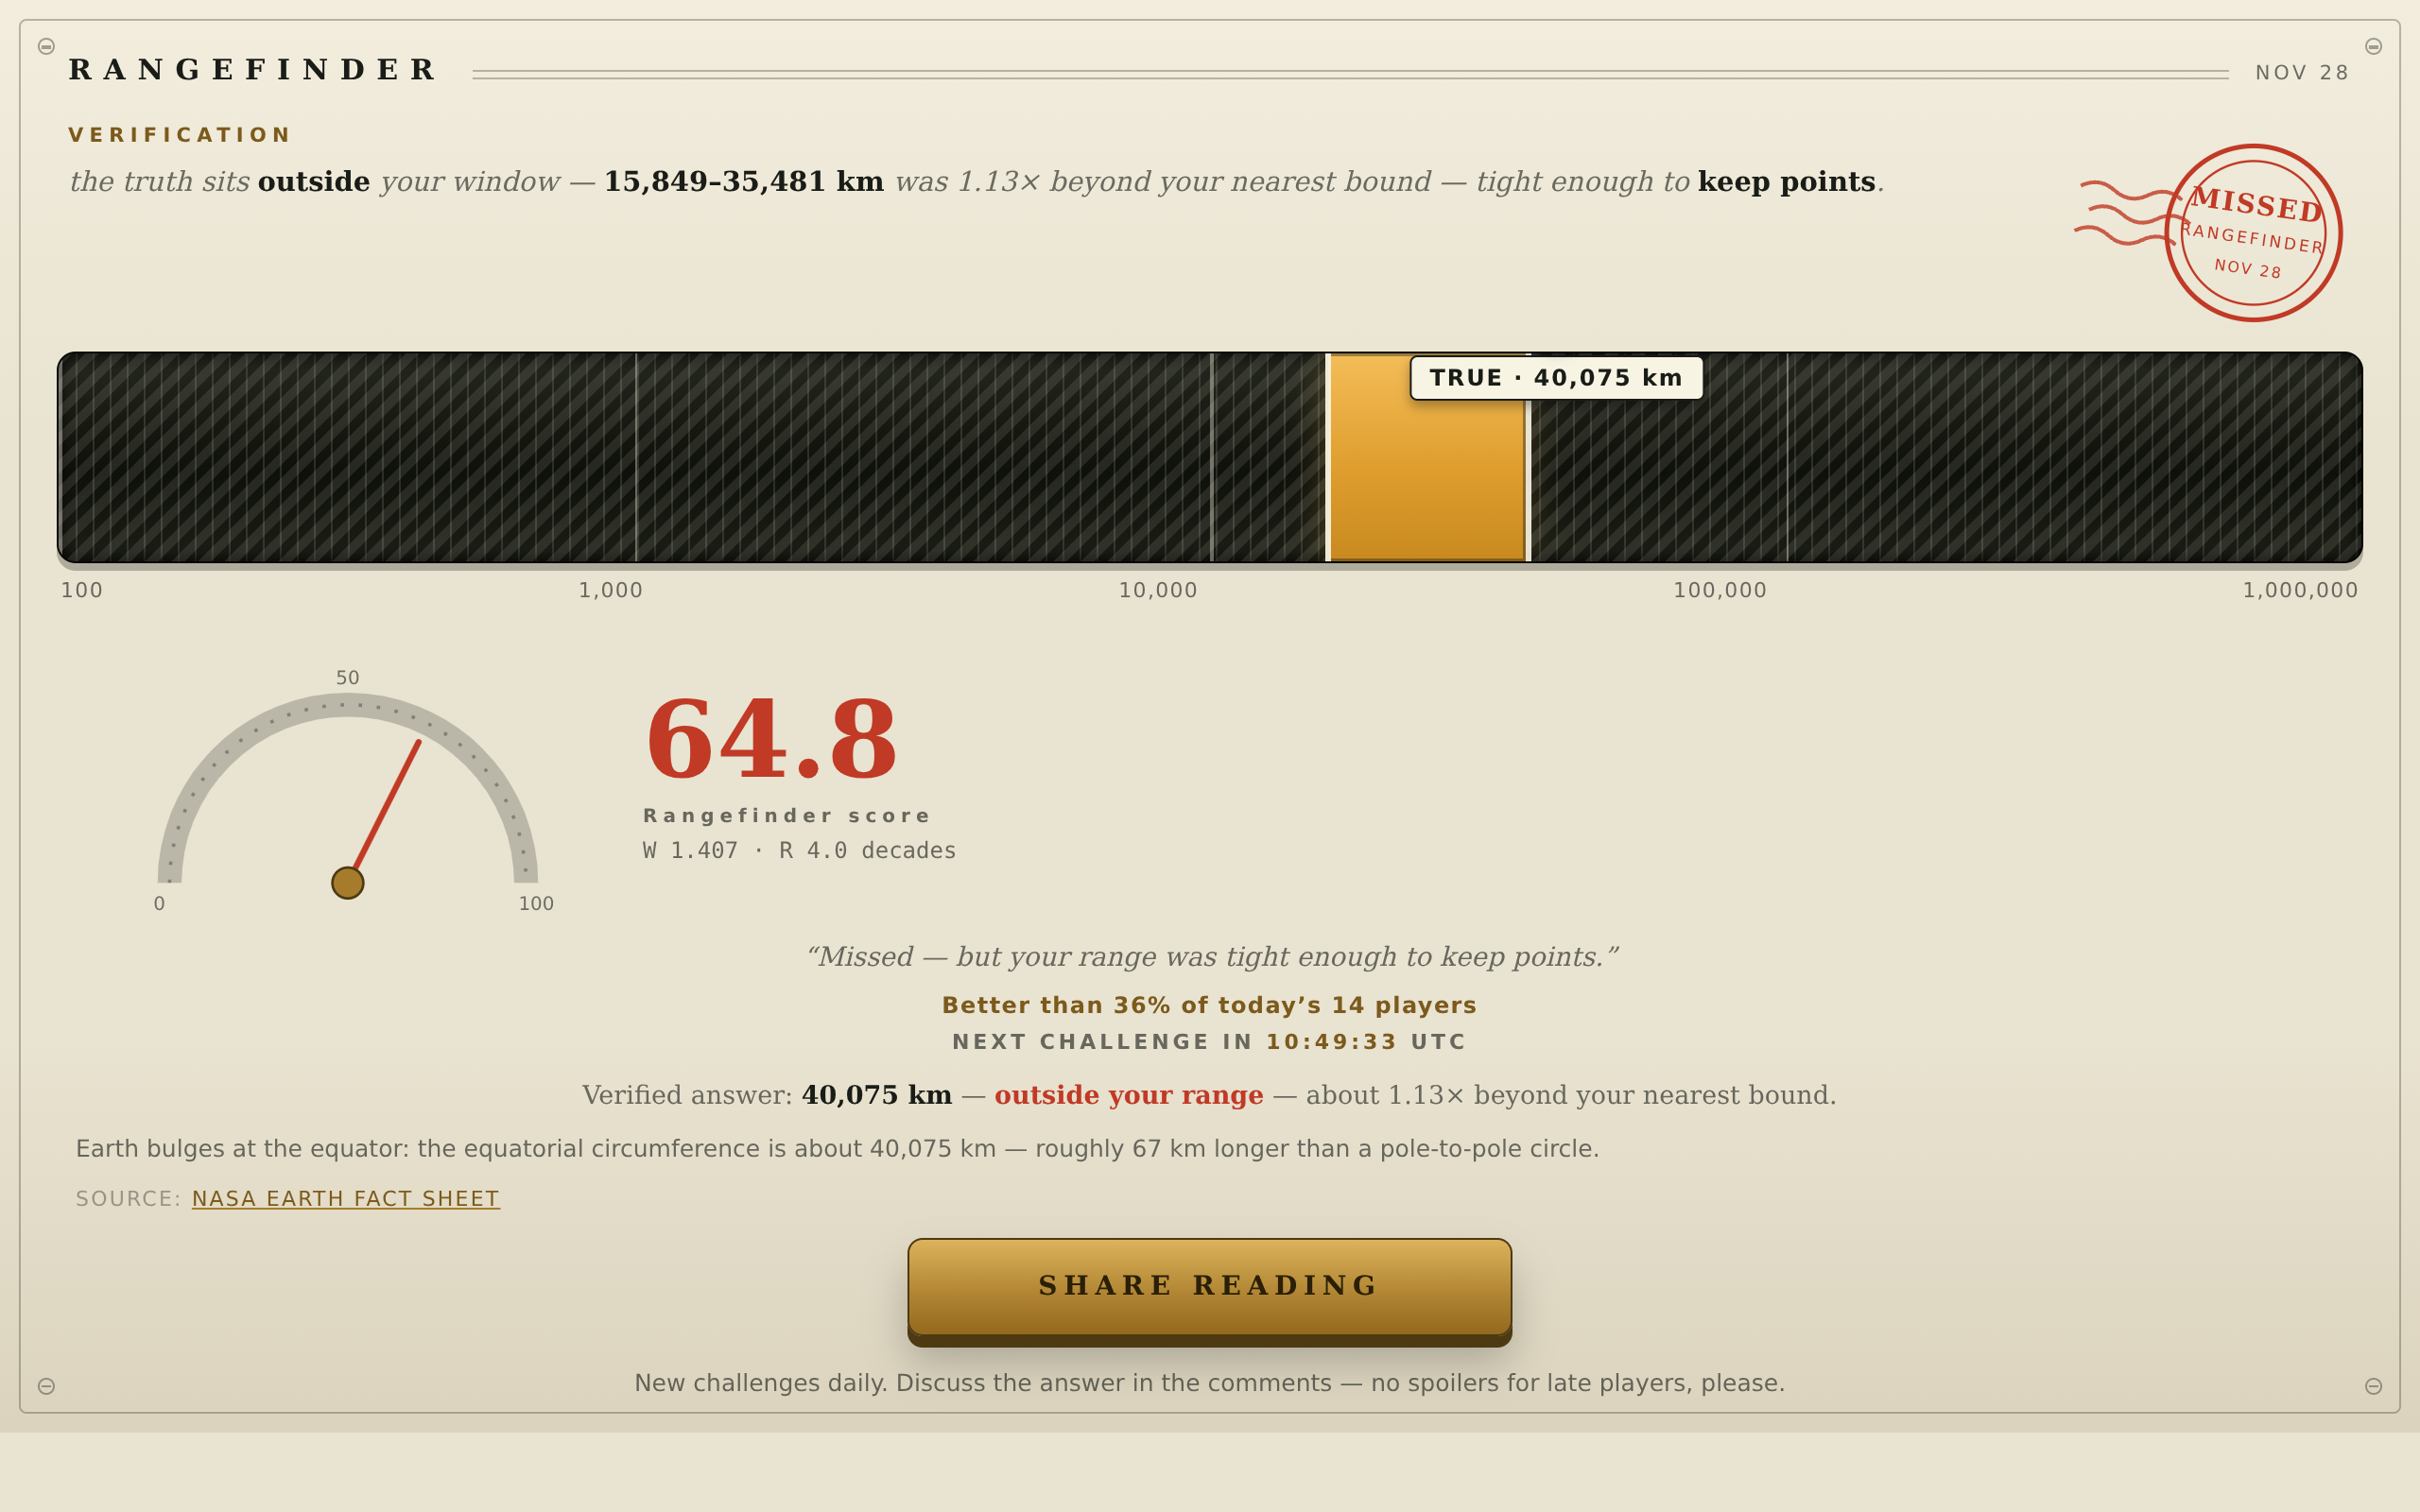 RANGEFINDER
NOV 28
VERIFICATION
the truth sits outside your window — 15,849–35,481 km was 1.13× beyond your nearest bound — tight enough to keep points.
MISSED
RANGEFINDER
NOV 28
TRUE · 40,075 km
100 1,000 10,000 100,000 1,000,000
50
0 100
64.8
Rangefinder score
W 1.407 · R 4.0 decades
“Missed — but your range was tight enough to keep points.”
Better than 36% of today’s 14 players
NEXT CHALLENGE IN 10:49:33 UTC
Verified answer: 40,075 km — outside your range — about 1.13× beyond your nearest bound.
Earth bulges at the equator: the equatorial circumference is about 40,075 km — roughly 67 km longer than a pole-to-pole circle.
SOURCE: NASA EARTH FACT SHEET
SHARE READING
New challenges daily. Discuss the answer in the comments — no spoilers for late players, please.